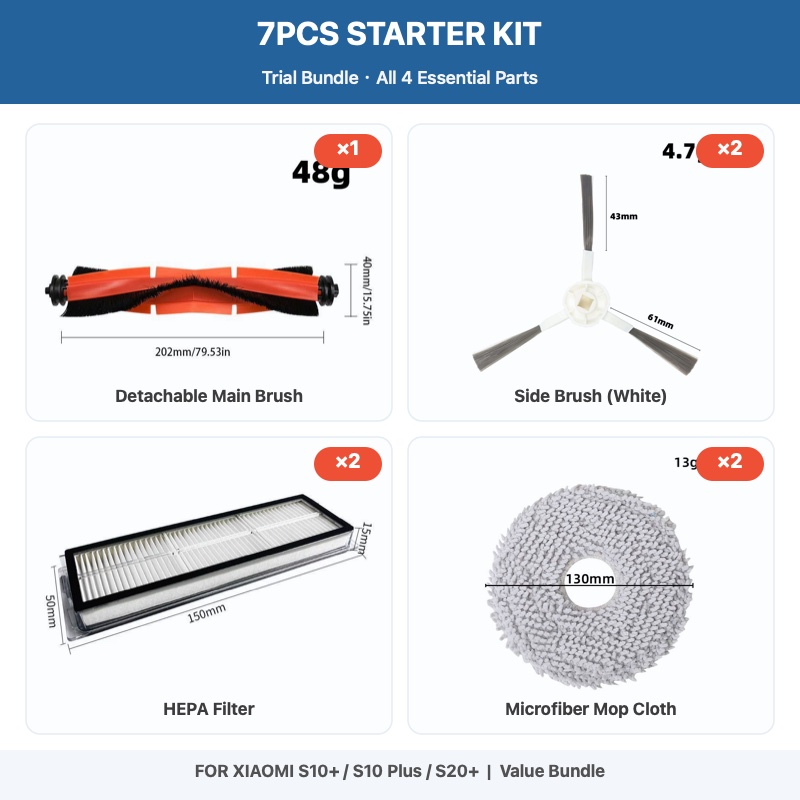 7PCS STARTER KIT
Trial Bundle · All 4 Essential Parts
×1
48g
40mm/15.75in
202mm/79.53in
Detachable Main Brush
×2
4.7
43mm
61mm
Side Brush (White)
×2
15mm
50mm
150mm
HEPA Filter
×2
13g
130mm
Microfiber Mop Cloth
FOR XIAOMI S10+ / S10 Plus / S20+ | Value Bundle